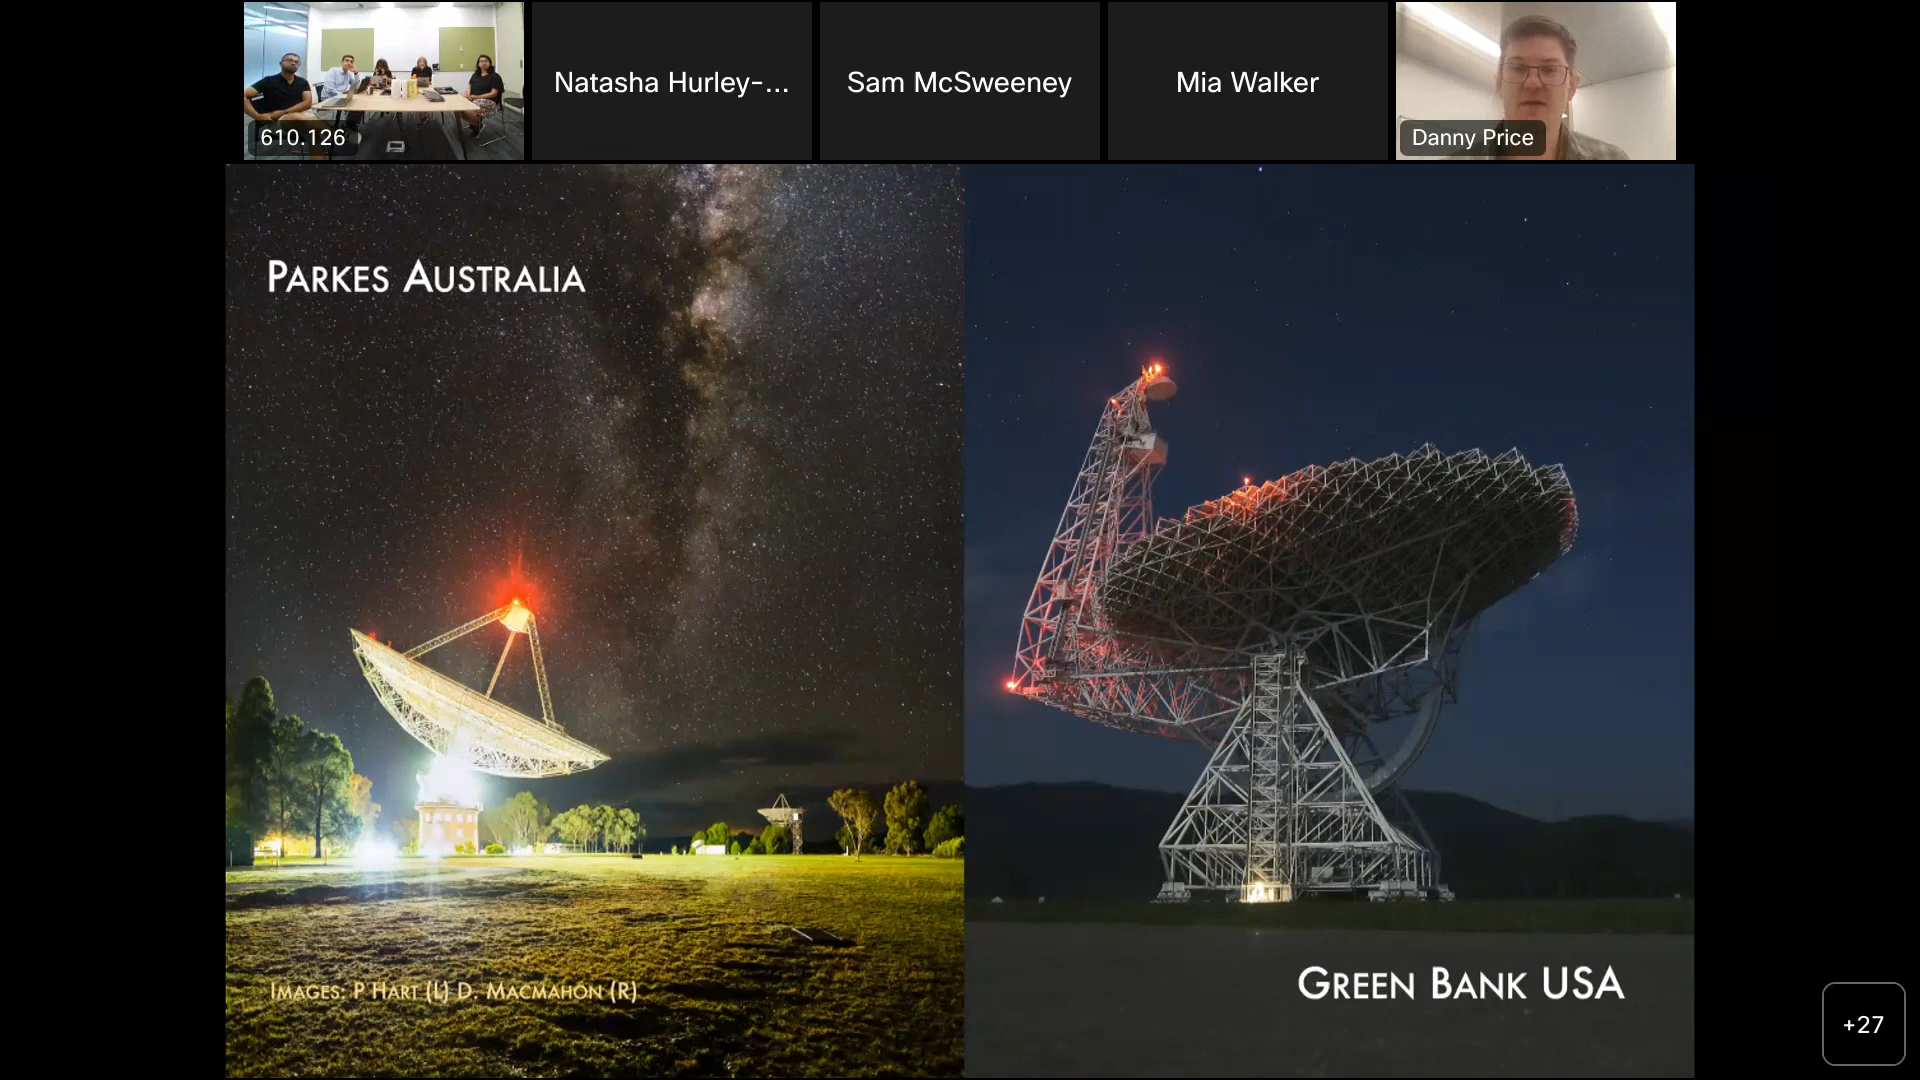 610.126
Natasha Hurley-...
Sam McSweeney
Mia Walker
Danny Price
PARKES AUSTRALIA
IMAGES: P HART (L) D. MACMAHON (R)
GREEN BANK USA
+27